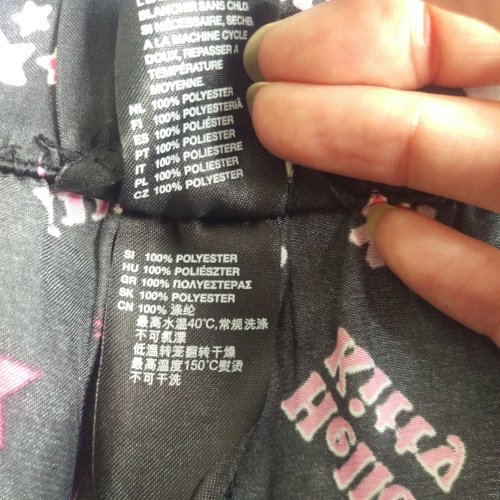 BLANCHIR SANS CHLO
SI NÉCESSAIRE, SECHE
A LA MACHINE CYCLE
DOUX. REPASSER A
TEMPÉRATURE
MOYENNE.
NL 100% POLYESTER
FI 100% POLYESTERIÄ
ES 100% POLIÉSTER
PT 100% POLIÉSTER
IT 100% POLIESTERE
PL 100% POLIESTER
CZ 100% POLYESTER
SI 100% POLYESTER
HU 100% POLIÉSZTER
GR 100% ΠΟΛΥΕΣΤΕΡΑΣ
SK 100% POLYESTER
CN 100% 涤纶
最高水温40℃,常规洗涤
不可氯漂
低温转笼翻转干燥
最高温度150℃熨烫
不可干洗
Kitty
Hello